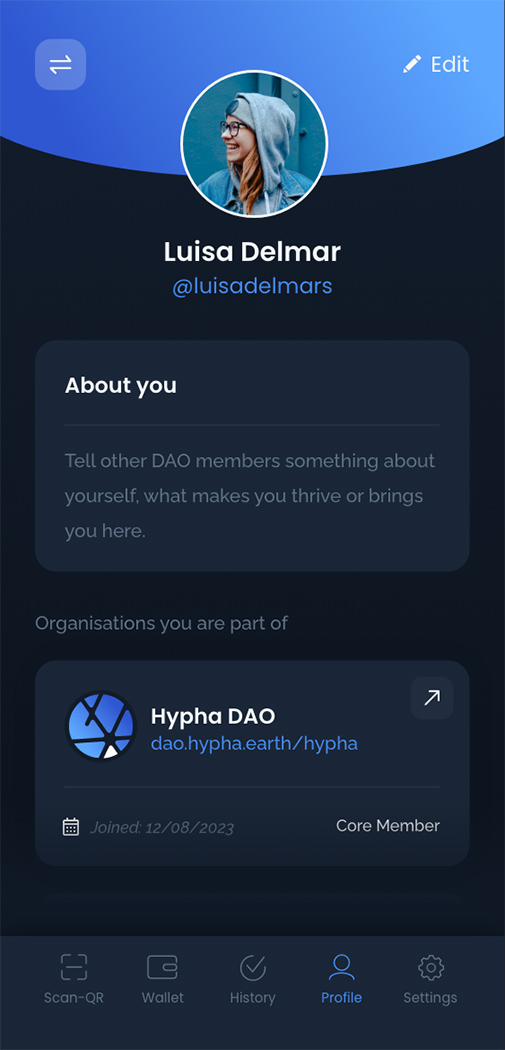 Edit
Luisa Delmar
@luisadelmars
About you
Tell other DAO members something about
yourself, what makes you thrive or brings
you here.
Organisations you are part of
Hypha DAO
dao.hypha.earth/hypha
Joined: 12/08/2023
Core Member
Scan-QR
Wallet
History
Profile
Settings